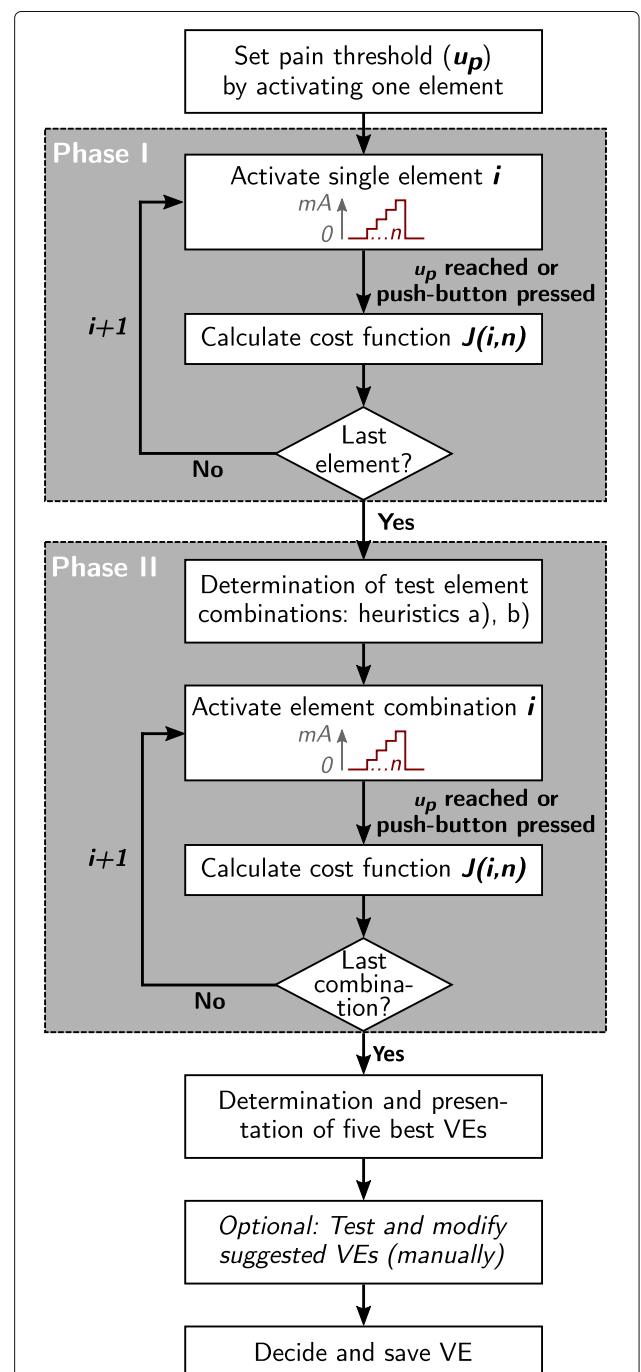 Set pain threshold (up)
by activating one element
Phase I
Activate single element i
mA
0
...n
up reached or
push-button pressed
i+1
Calculate cost function J(i,n)
Last
element?
No
Yes
Phase II
Determination of test element
combinations: heuristics a), b)
Activate element combination i
mA
0
...n
up reached or
push-button pressed
i+1
Calculate cost function J(i,n)
Last
combina-
tion?
No
Yes
Determination and presen-
tation of five best VEs
Optional: Test and modify
suggested VEs (manually)
Decide and save VE